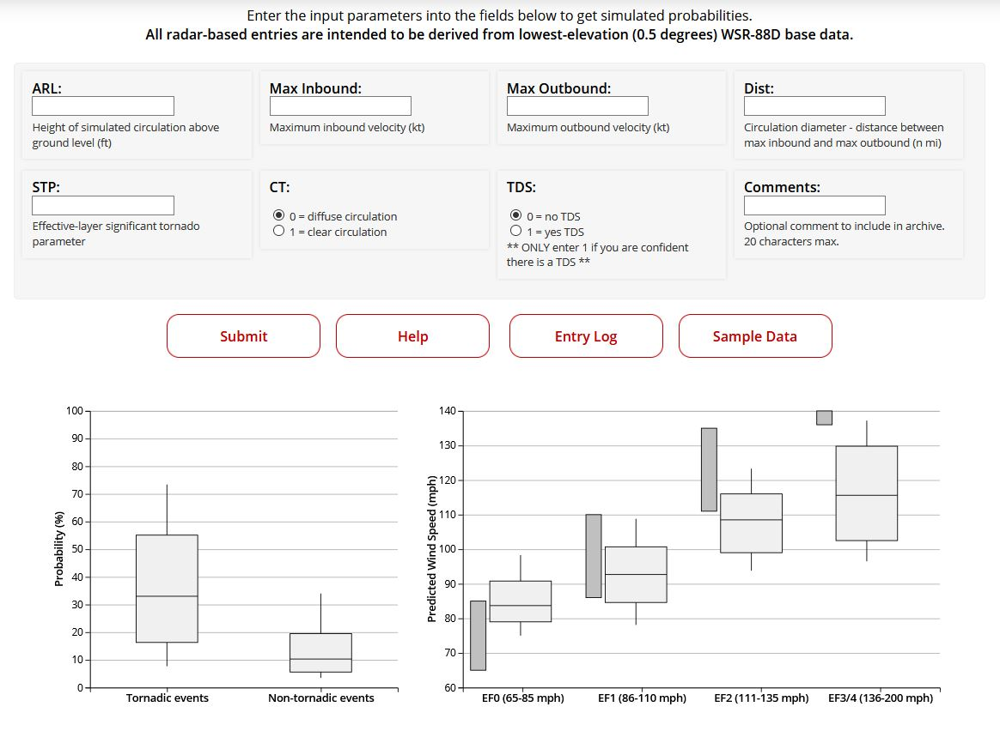 Enter the input parameters into the fields below to get simulated probabilities.
All radar-based entries are intended to be derived from lowest-elevation (0.5 degrees) WSR-88D base data.
ARL:
Height of simulated circulation above
ground level (ft)
Max Inbound:
Maximum inbound velocity (kt)
Max Outbound:
Maximum outbound velocity (kt)
Dist:
Circulation diameter - distance between
max inbound and max outbound (n mi)
STP:
Effective-layer significant tornado
parameter
CT:
0 = diffuse circulation
1 = clear circulation
TDS:
0 = no TDS
1 = yes TDS
** ONLY enter 1 if you are confident
there is a TDS **
Comments:
Optional comment to include in archive.
20 characters max.
Submit
Help
Entry Log
Sample Data
Probability (%)
100
90
80
70
60
50
40
30
20
10
0
Tornadic events
Non-tornadic events
Predicted Wind Speed (mph)
140
130
120
110
100
90
80
70
60
EF0 (65-85 mph)
EF1 (86-110 mph)
EF2 (111-135 mph)
EF3/4 (136-200 mph)